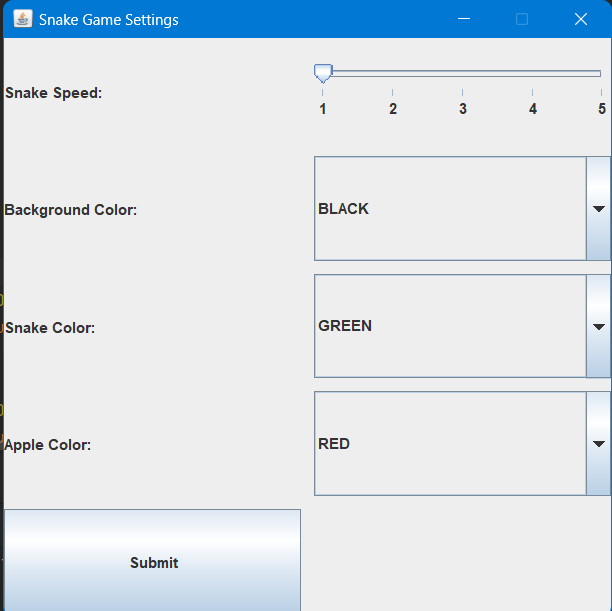 Snake Game Settings
Snake Speed:
1 2 3 4 5
Background Color:
BLACK
Snake Color:
GREEN
Apple Color:
RED
Submit